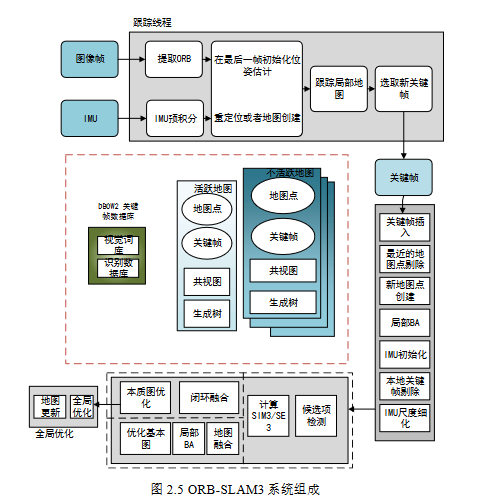 跟踪线程
图像帧
提取ORB
在最后一帧初始化位
姿估计
跟踪局部地
图
选取新关键
帧
IMU
IMU预积分
重定位或者地图创建
关键帧
DBOW2 关键
帧数据库
视觉词
库
识别数
据库
活跃地图
地图点
关键帧
共视图
生成树
不活跃地图
地图点
关键帧
共视图
生成树
关键帧插
入
最近的地
图点剔除
新地图点
创建
局部BA
IMU初始化
本地关键
帧剔除
IMU尺度细
化
地图
更新
全局
优化
全局优化
本质图优
化
闭环融合
优化基本
图
局部
BA
地图
融合
计算
SIM3/SE
3
候选项
检测
图 2.5 ORB-SLAM3 系统组成